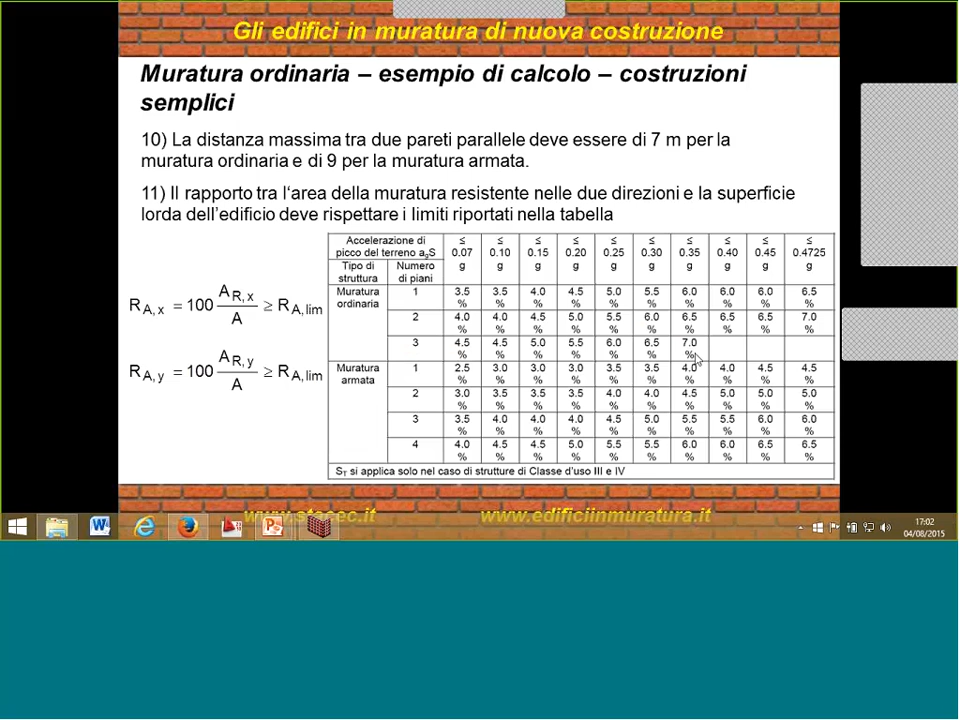 Gli edifici in muratura di nuova costruzione
Muratura ordinaria – esempio di calcolo – costruzioni
semplici
10) La distanza massima tra due pareti parallele deve essere di 7 m per la
muratura ordinaria e di 9 per la muratura armata.
11) Il rapporto tra l'area della muratura resistente nelle due direzioni e la superficie
lorda dell'edificio deve rispettare i limiti riportati nella tabella
R A, x = 100 A R, x / A ≥ R A, lim
R A, y = 100 A R, y / A ≥ R A, lim
Accelerazione di picco del terreno agS ≤ 0.07 g ≤ 0.10 g ≤ 0.15 g ≤ 0.20 g ≤ 0.25 g ≤ 0.30 g ≤ 0.35 g ≤ 0.40 g ≤ 0.45 g ≤ 0.4725 g
Tipo di struttura Numero di piani
Muratura ordinaria 1 3.5 % 3.5 % 4.0 % 4.5 % 5.0 % 5.5 % 6.0 % 6.0 % 6.0 % 6.5 %
2 4.0 % 4.0 % 4.5 % 5.0 % 5.5 % 6.0 % 6.5 % 6.5 % 6.5 % 7.0 %
3 4.5 % 4.5 % 5.0 % 5.5 % 6.0 % 6.5 % 7.0 %
Muratura armata 1 2.5 % 3.0 % 3.0 % 3.0 % 3.5 % 3.5 % 4.0 % 4.0 % 4.5 % 4.5 %
2 3.0 % 3.5 % 3.5 % 3.5 % 4.0 % 4.0 % 4.5 % 5.0 % 5.0 % 5.0 %
3 3.5 % 4.0 % 4.0 % 4.0 % 4.5 % 5.0 % 5.5 % 5.5 % 6.0 % 6.0 %
4 4.0 % 4.5 % 4.5 % 5.0 % 5.5 % 5.5 % 6.0 % 6.0 % 6.5 % 6.5 %
ST si applica solo nel caso di strutture di Classe d'uso III e IV
www.stacec.it www.edificiinmuratura.it
17:02
04/08/2015